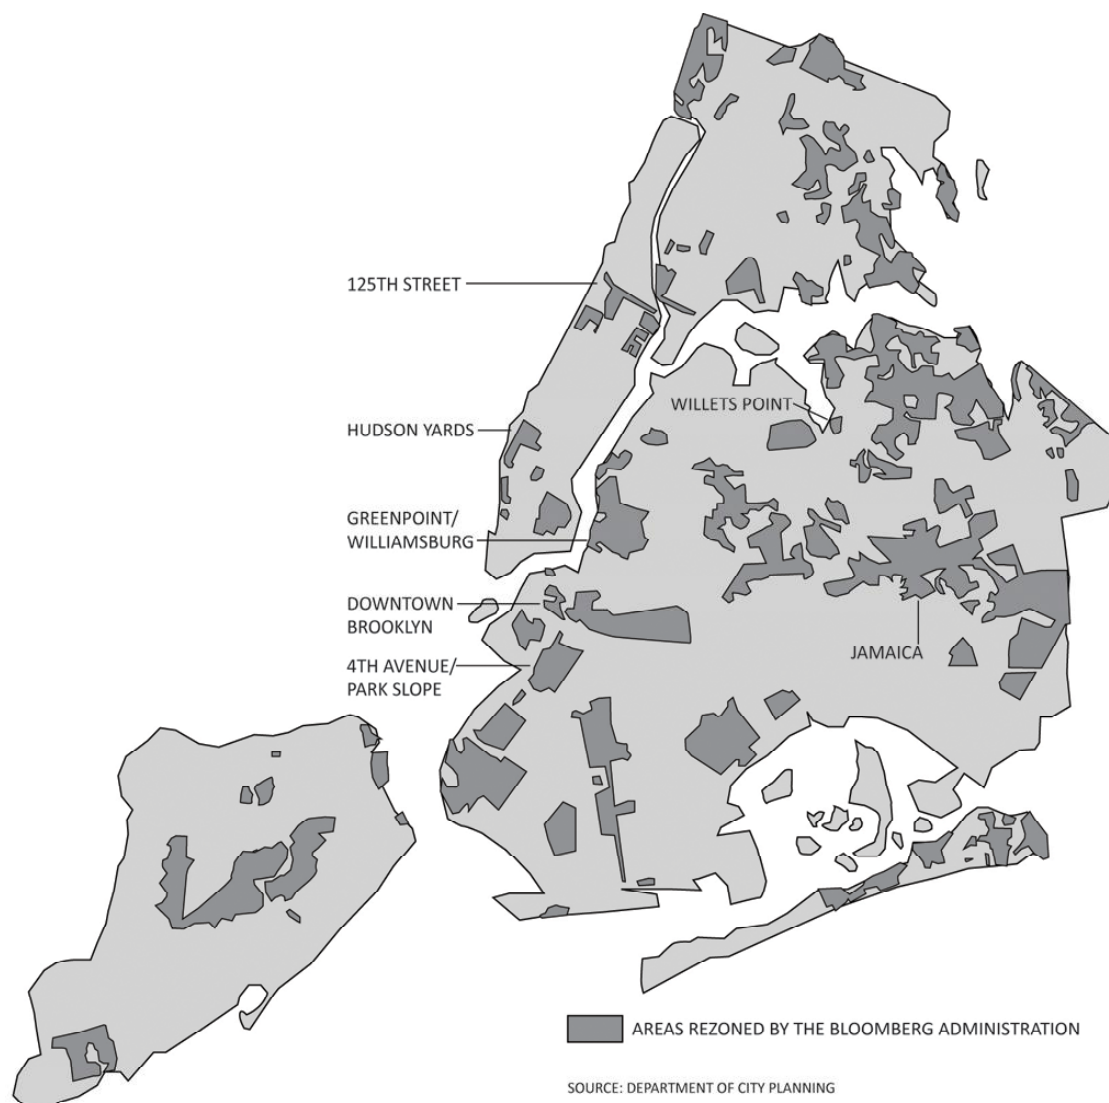 125TH STREET
WILLETS POINT
HUDSON YARDS
GREENPOINT/
WILLIAMSBURG
DOWNTOWN
BROOKLYN
JAMAICA
4TH AVENUE/
PARK SLOPE
AREAS REZONED BY THE BLOOMBERG ADMINISTRATION
SOURCE: DEPARTMENT OF CITY PLANNING